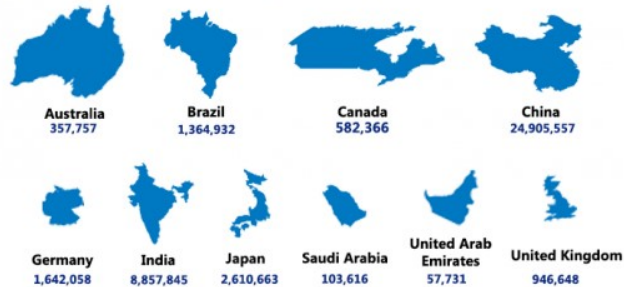 Australia
357,757
Brazil
1,364,932
Canada
582,366
China
24,905,557
Germany
1,642,058
India
8,857,845
Japan
2,610,663
Saudi Arabia
103,616
United Arab
Emirates
57,731
United Kingdom
946,648